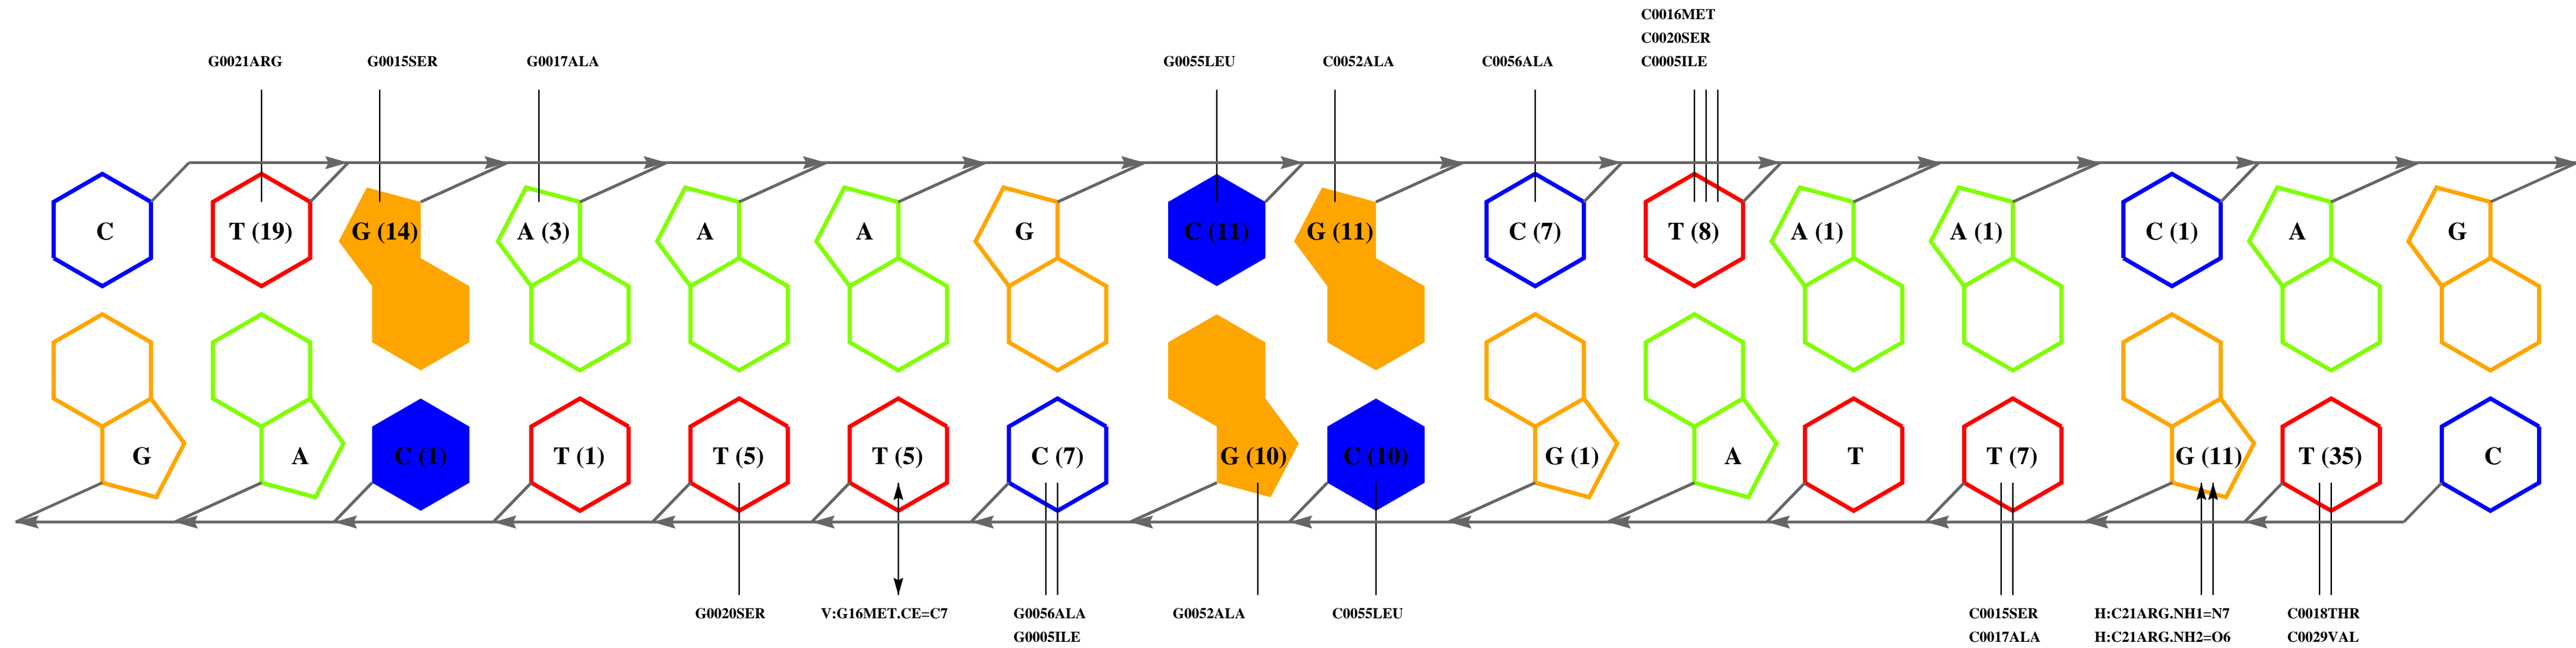 C0016MET
C0020SER
G0021ARG G0015SER G0017ALA G0055LEU C0052ALA C0056ALA C0005ILE
C T (19) G (14) A (3) A A G C (11) G (11) C (7) T (8) A (1) A (1) C (1) A G
G A C (1) T (1) T (5) T (5) C (7) G (10) C (10) G (1) A T T (7) G (11) T (35) C
G0020SER V:G16MET.CE=C7 G0056ALA G0052ALA C0055LEU C0015SER H:C21ARG.NH1=N7 C0018THR
G0005ILE C0017ALA H:C21ARG.NH2=O6 C0029VAL